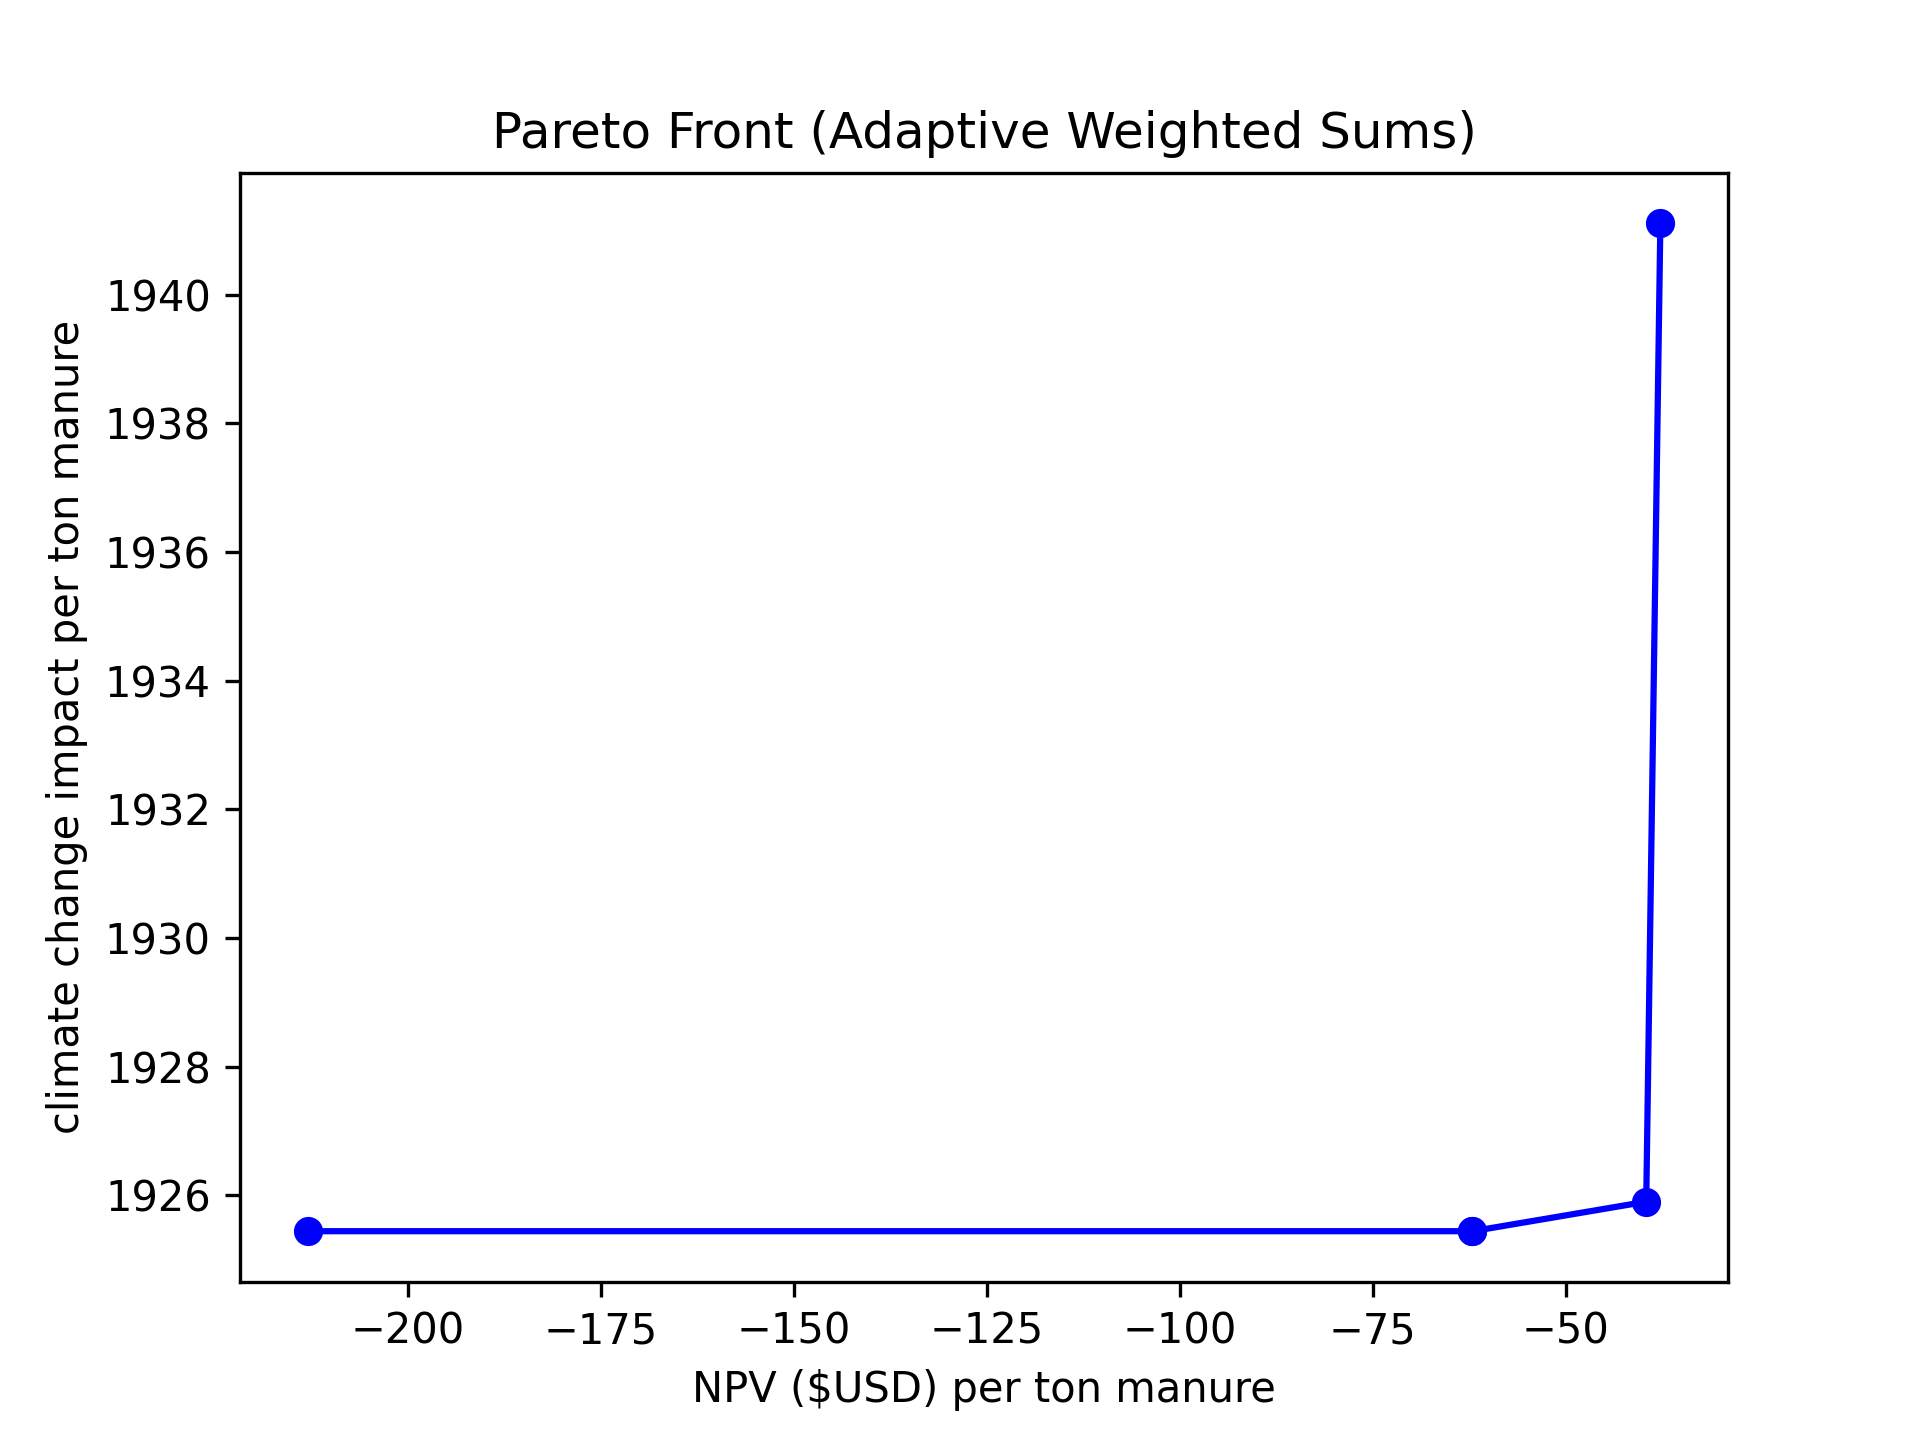 Pareto Front (Adaptive Weighted Sums)
climate change impact per ton manure
1940
1938
1936
1934
1932
1930
1928
1926
−200 −175 −150 −125 −100 −75 −50
NPV ($USD) per ton manure